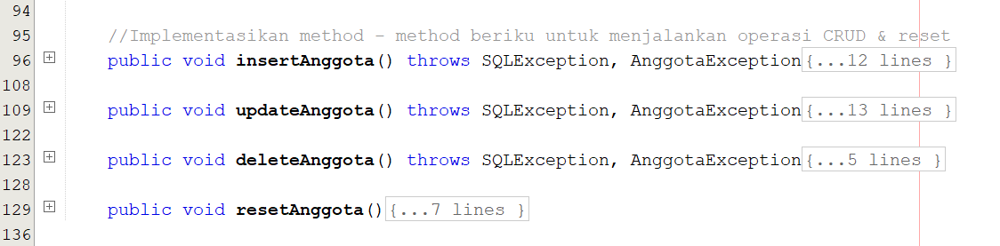 94
95 //Implementasikan method - method beriku untuk menjalankan operasi CRUD & reset
96 public void insertAnggota() throws SQLException, AnggotaException{...12 lines }
108
109 public void updateAnggota() throws SQLException, AnggotaException{...13 lines }
122
123 public void deleteAnggota() throws SQLException, AnggotaException{...5 lines }
128
129 public void resetAnggota(){...7 lines }
136